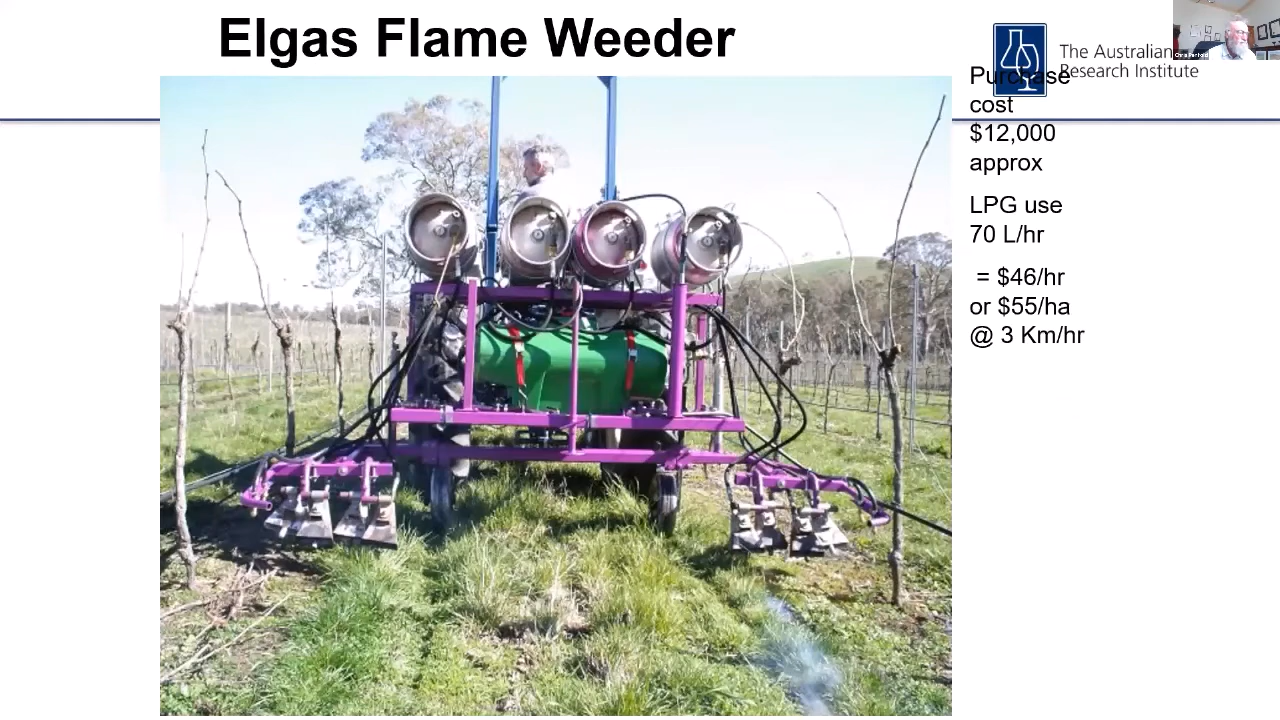 Elgas Flame Weeder
The Australian
Research Institute
Purchase
cost
$12,000
approx
LPG use
70 L/hr
= $46/hr
or $55/ha
@ 3 Km/hr